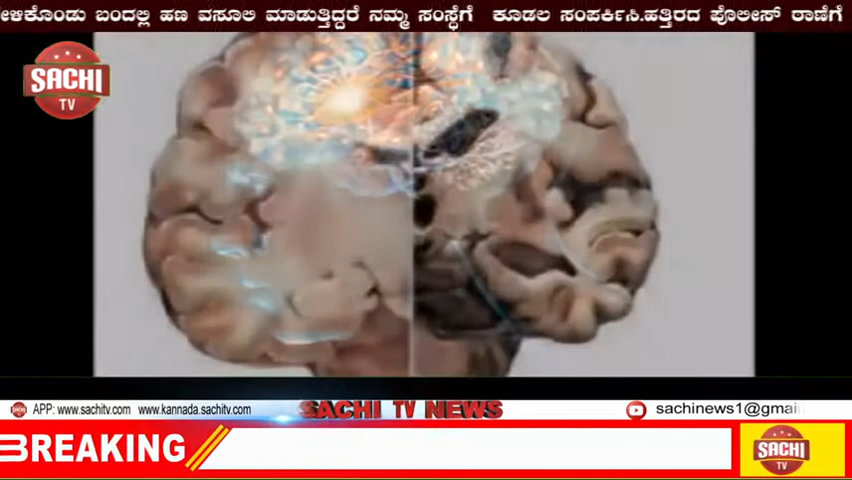 ಬಂದಲ್ಲಿ ಹಣ ವಸೂಲಿ ಮಾಡುತ್ತಿದ್ದರೆ ನಮ್ಮ ಸಂಸ್ಥೆಗೆ ಕೂಡಲ ಸಂಪರ್ಕಿಸಿ.ಹತ್ತಿರದ ಪೊಲೀಸ್ ಠಾಣೆಗೆ
SACHI
TV
APP: www.sachitv.com www.kannada.sachitv.com
SACHI TV NEWS
sachinews1@gmail
BREAKING
SACHI
TV